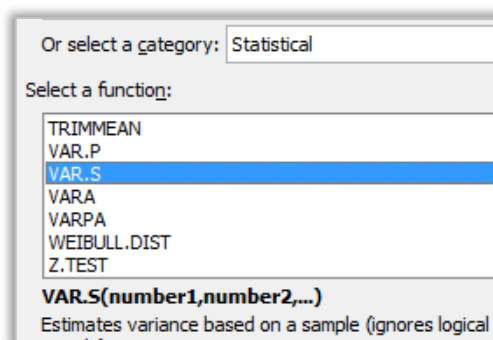 Or select a category: Statistical
Select a function:
TRIMMEAN
VAR.P
VAR.S
VARA
VARPA
WEIBULL.DIST
Z.TEST
VAR.S(number1,number2,...)
Estimates variance based on a sample (ignores logical